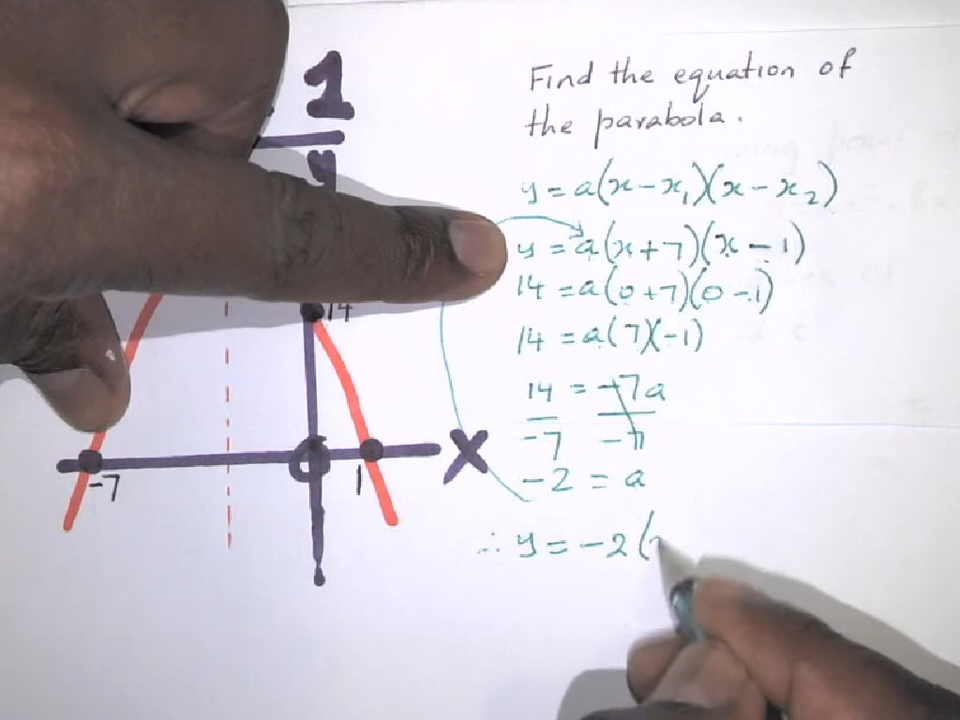 1
y
14
-7
1
X
Find the equation of
the parabola.
y = a(x - x₁)(x - x₂)
y = a(x + 7)(x - 1)
14 = a(0 + 7)(0 - 1)
14 = a(7)(-1)
14 = -7a
-7 -7
-2 = a
∴ y = -2(